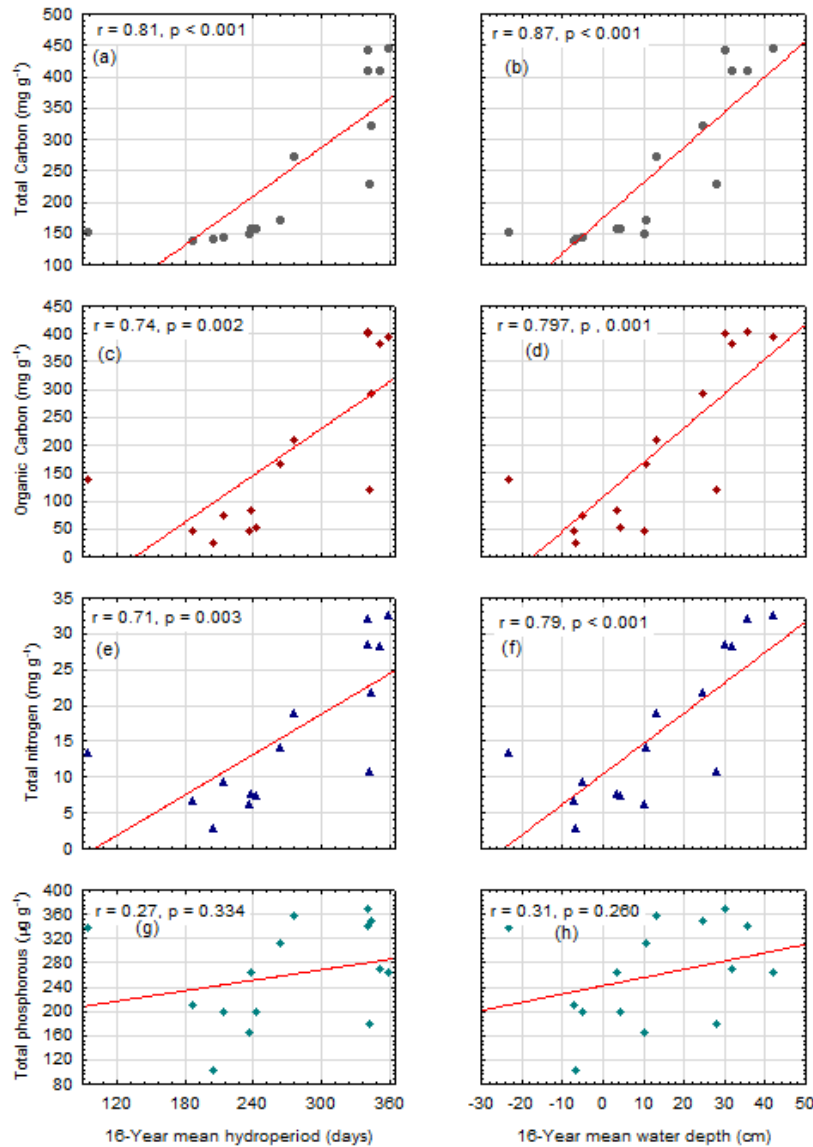 500
450
400
350
300
250
200
150
100
Total Carbon (mg g⁻¹)
r = 0.81, p < 0.001
(a)
r = 0.87, p < 0.001
(b)
450
400
350
300
250
200
150
100
50
0
Organic Carbon (mg g⁻¹)
r = 0.74, p = 0.002
(c)
r = 0.797, p , 0.001
(d)
35
30
25
20
15
10
5
0
Total nitrogen (mg g⁻¹)
r = 0.71, p = 0.003
(e)
r = 0.79, p < 0.001
(f)
400
360
320
280
240
200
160
120
80
Total phosphorous (µg g⁻¹)
r = 0.27, p = 0.334
(g)
r = 0.31, p = 0.260
(h)
120 180 240 300 360
16-Year mean hydroperiod (days)
-30 -20 -10 0 10 20 30 40 50
16-Year mean water depth (cm)